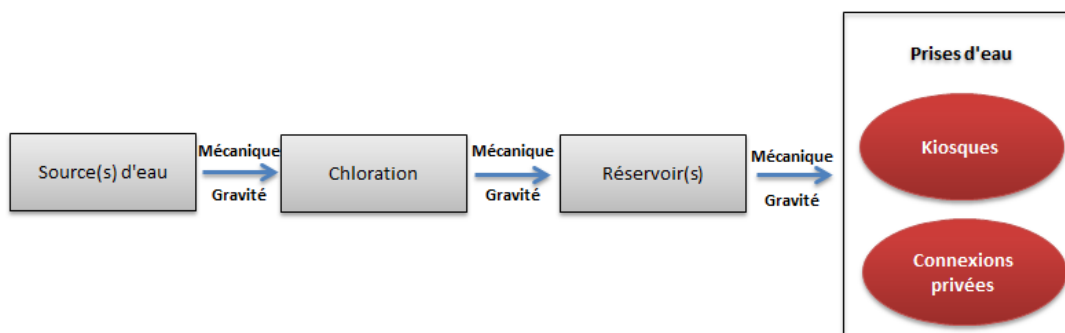 Source(s) d'eau
Mécanique
Gravité
Chloration
Mécanique
Gravité
Réservoir(s)
Mécanique
Gravité
Prises d'eau
Kiosques
Connexions
privées